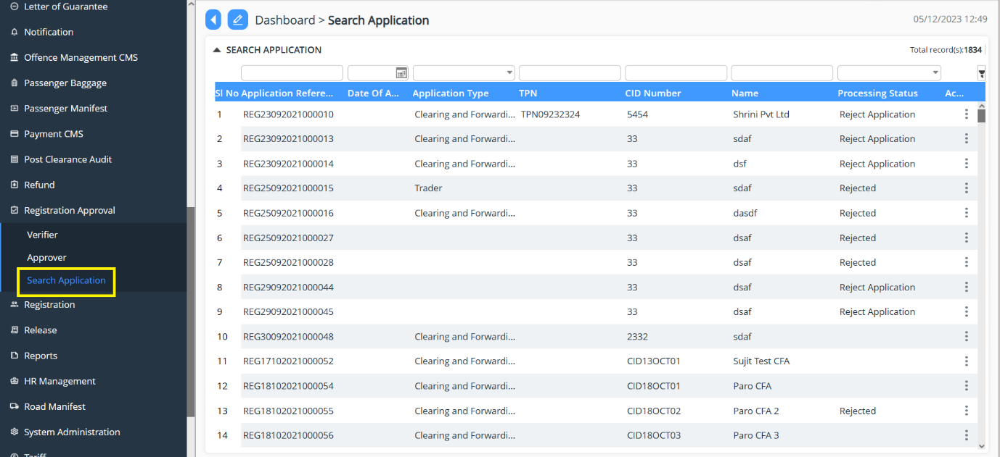 Letter of Guarantee
Notification
Offence Management CMS
Passenger Baggage
Passenger Manifest
Payment CMS
Post Clearance Audit
Refund
Registration Approval
Verifier
Approver
Search Application
Registration
Release
Reports
HR Management
Road Manifest
System Administration
Tariff
Dashboard > Search Application
05/12/2023 12:49
SEARCH APPLICATION
Total record(s):1834
Sl No Application Refere... Date Of A... Application Type TPN CID Number Name Processing Status Ac...
1 REG23092021000010 Clearing and Forwardi... TPN09232324 5454 Shrini Pvt Ltd Reject Application
2 REG23092021000013 Clearing and Forwardi... 33 sdaf Reject Application
3 REG23092021000014 Clearing and Forwardi... 33 dsf Reject Application
4 REG25092021000015 Trader 33 sdaf Rejected
5 REG25092021000016 Clearing and Forwardi... 33 dasdf Rejected
6 REG25092021000027 33 dsaf Rejected
7 REG25092021000028 33 dsaf Rejected
8 REG29092021000044 33 dsaf Reject Application
9 REG29092021000045 33 dsaf Reject Application
10 REG30092021000048 Clearing and Forwardi... 2332 sdaf
11 REG17102021000052 Clearing and Forwardi... CID13OCT01 Sujit Test CFA
12 REG18102021000054 Clearing and Forwardi... CID18OCT01 Paro CFA
13 REG18102021000055 Clearing and Forwardi... CID18OCT02 Paro CFA 2 Rejected
14 REG18102021000056 Clearing and Forwardi... CID18OCT03 Paro CFA 3